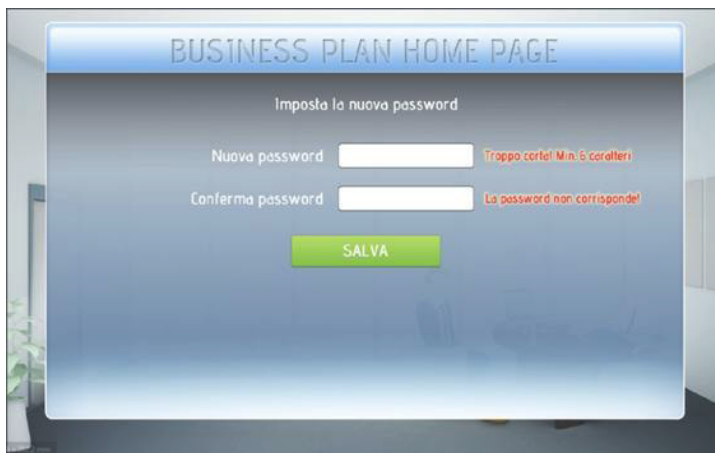 BUSINESS PLAN HOME PAGE
Imposta la nuova password
Nuova password
Troppo corta! Min. 6 caratteri
Conferma password
La password non corrisponde!
SALVA